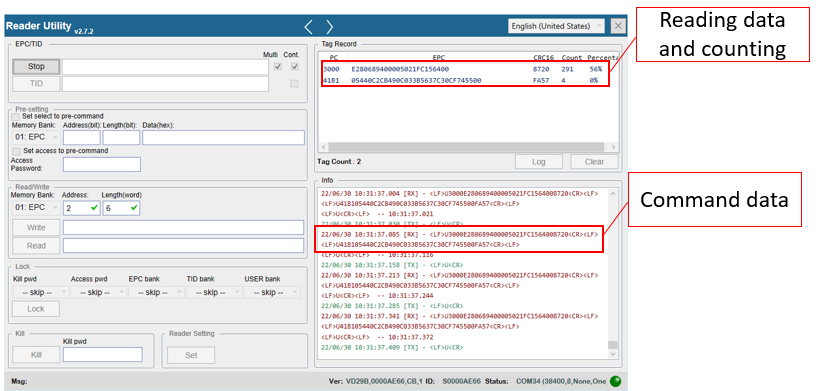 Reader Utility v2.7.2
English (United States)
Reading data
and counting
EPC/TID
Multi Cont.
Stop
TID
Tag Record
PC EPC CRC16 Count Percenta
3000 E280689400005021FC156400 8720 291 56%
41B1 05440C2CB490C033B5637C30CF745500 FA57 4 0%
Tag Count : 2
Log
Clear
Pre-setting
Set select to pre-command
Memory Bank: Address(bit): Length(bit): Data(hex):
01: EPC
Set access to pre-command
Access
Password:
Read/Write
Memory Bank: Address: Length(word)
01: EPC 2 6
Write
Read
Lock
Kill pwd Access pwd EPC bank TID bank USER bank
-- skip -- -- skip -- -- skip -- -- skip -- -- skip --
Lock
Kill
Kill pwd
Kill
Reader Setting
Set
Info
22/06/30 10:31:37.004 [RX] - <LF>U3000E280689400005021FC1564008720<CR><LF>
<LF>U41B105440C2CB490C033B5637C30CF745500FA57<CR><LF>
<LF>U<CR><LF> -- 10:31:37.021
22/06/30 10:31:37.030 [TX] - <LF>U<CR>
22/06/30 10:31:37.085 [RX] - <LF>U3000E280689400005021FC1564008720<CR><LF>
<LF>U41B105440C2CB490C033B5637C30CF745500FA57<CR><LF>
<LF>U<CR><LF> -- 10:31:37.116
22/06/30 10:31:37.158 [TX] - <LF>U<CR>
22/06/30 10:31:37.213 [RX] - <LF>U3000E280689400005021FC1564008720<CR><LF>
<LF>U41B105440C2CB490C033B5637C30CF745500FA57<CR><LF>
<LF>U<CR><LF> -- 10:31:37.244
22/06/30 10:31:37.285 [TX] - <LF>U<CR>
22/06/30 10:31:37.341 [RX] - <LF>U3000E280689400005021FC1564008720<CR><LF>
<LF>U41B105440C2CB490C033B5637C30CF745500FA57<CR><LF>
<LF>U<CR><LF> -- 10:31:37.372
22/06/30 10:31:37.409 [TX] - <LF>U<CR>
Command data
Msg:
Ver: VD29B,0000AE66,CB,1 ID: S0000AE66 Status: COM34 (38400,8,None,One